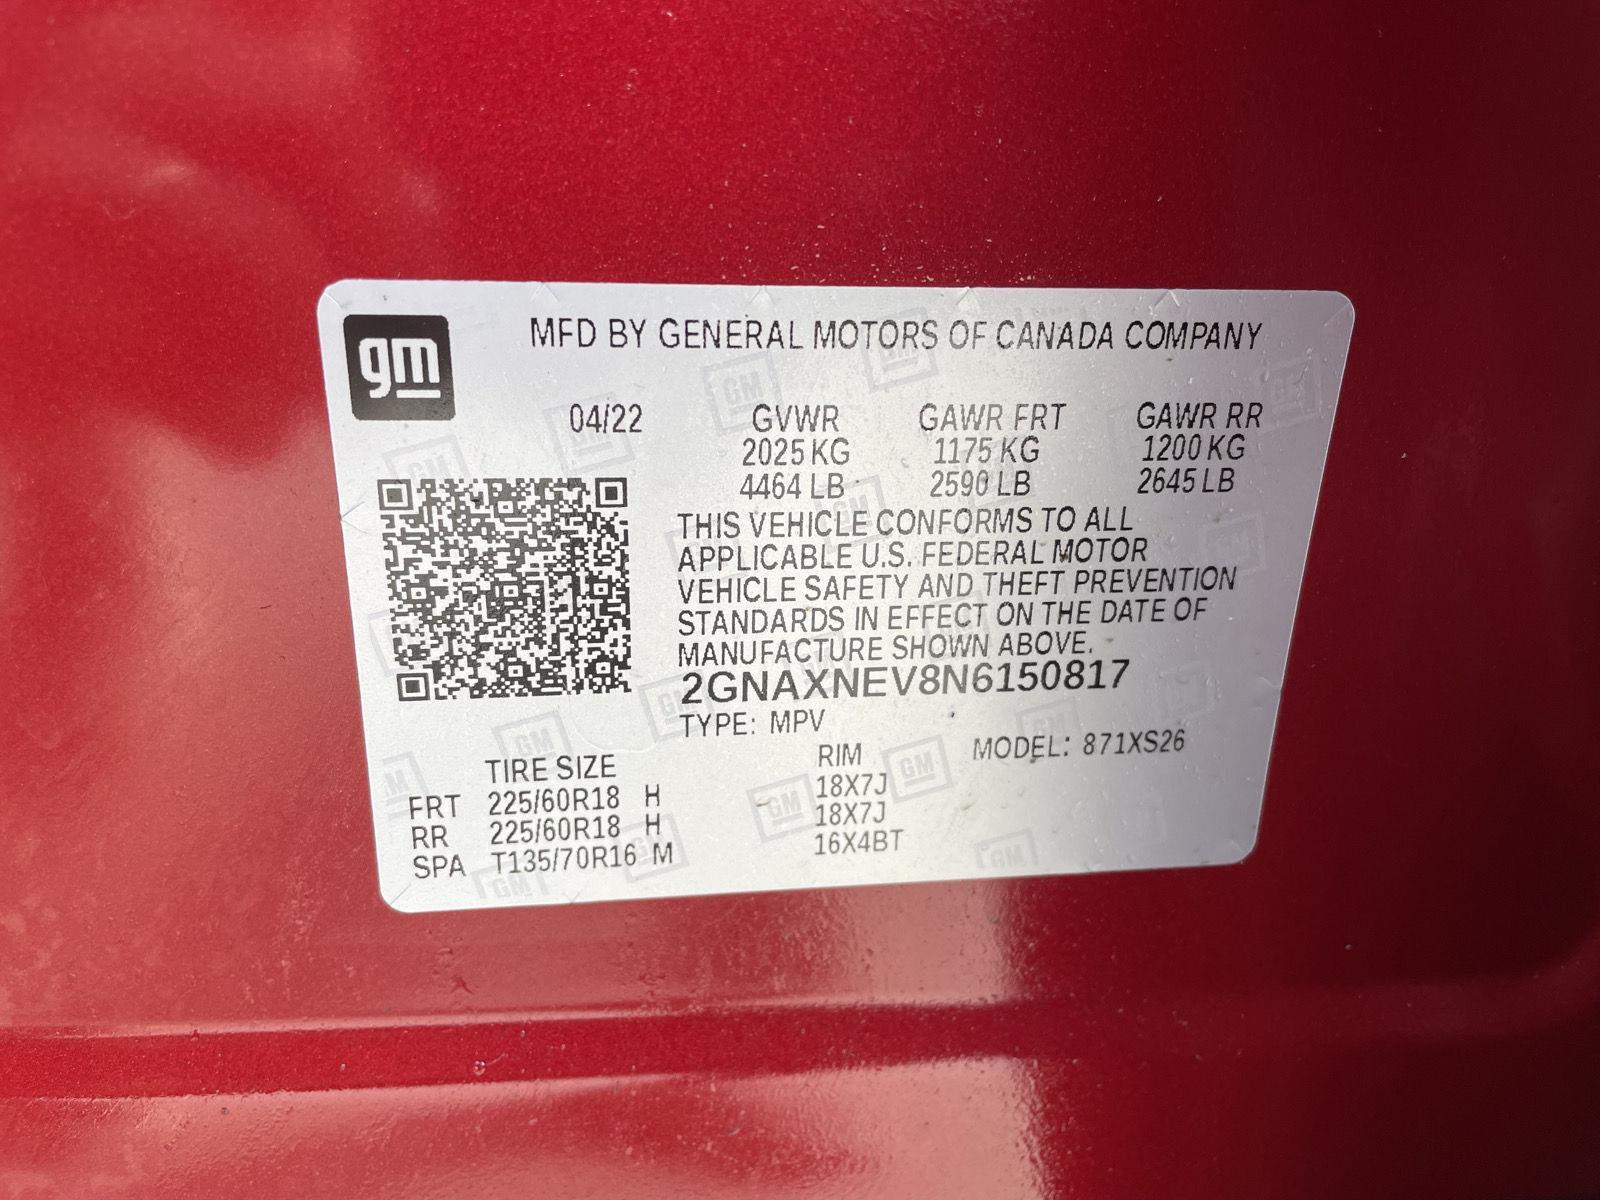 gm
MFD BY GENERAL MOTORS OF CANADA COMPANY
04/22 GVWR GAWR FRT GAWR RR
2025 KG 1175 KG 1200 KG
4464 LB 2590 LB 2645 LB
THIS VEHICLE CONFORMS TO ALL
APPLICABLE U.S. FEDERAL MOTOR
VEHICLE SAFETY AND THEFT PREVENTION
STANDARDS IN EFFECT ON THE DATE OF
MANUFACTURE SHOWN ABOVE.
2GNAXNEV8N6150817
TYPE: MPV
TIRE SIZE RIM MODEL: 871XS26
FRT 225/60R18 H 18X7J
RR 225/60R18 H 18X7J
SPA T135/70R16 M 16X4BT